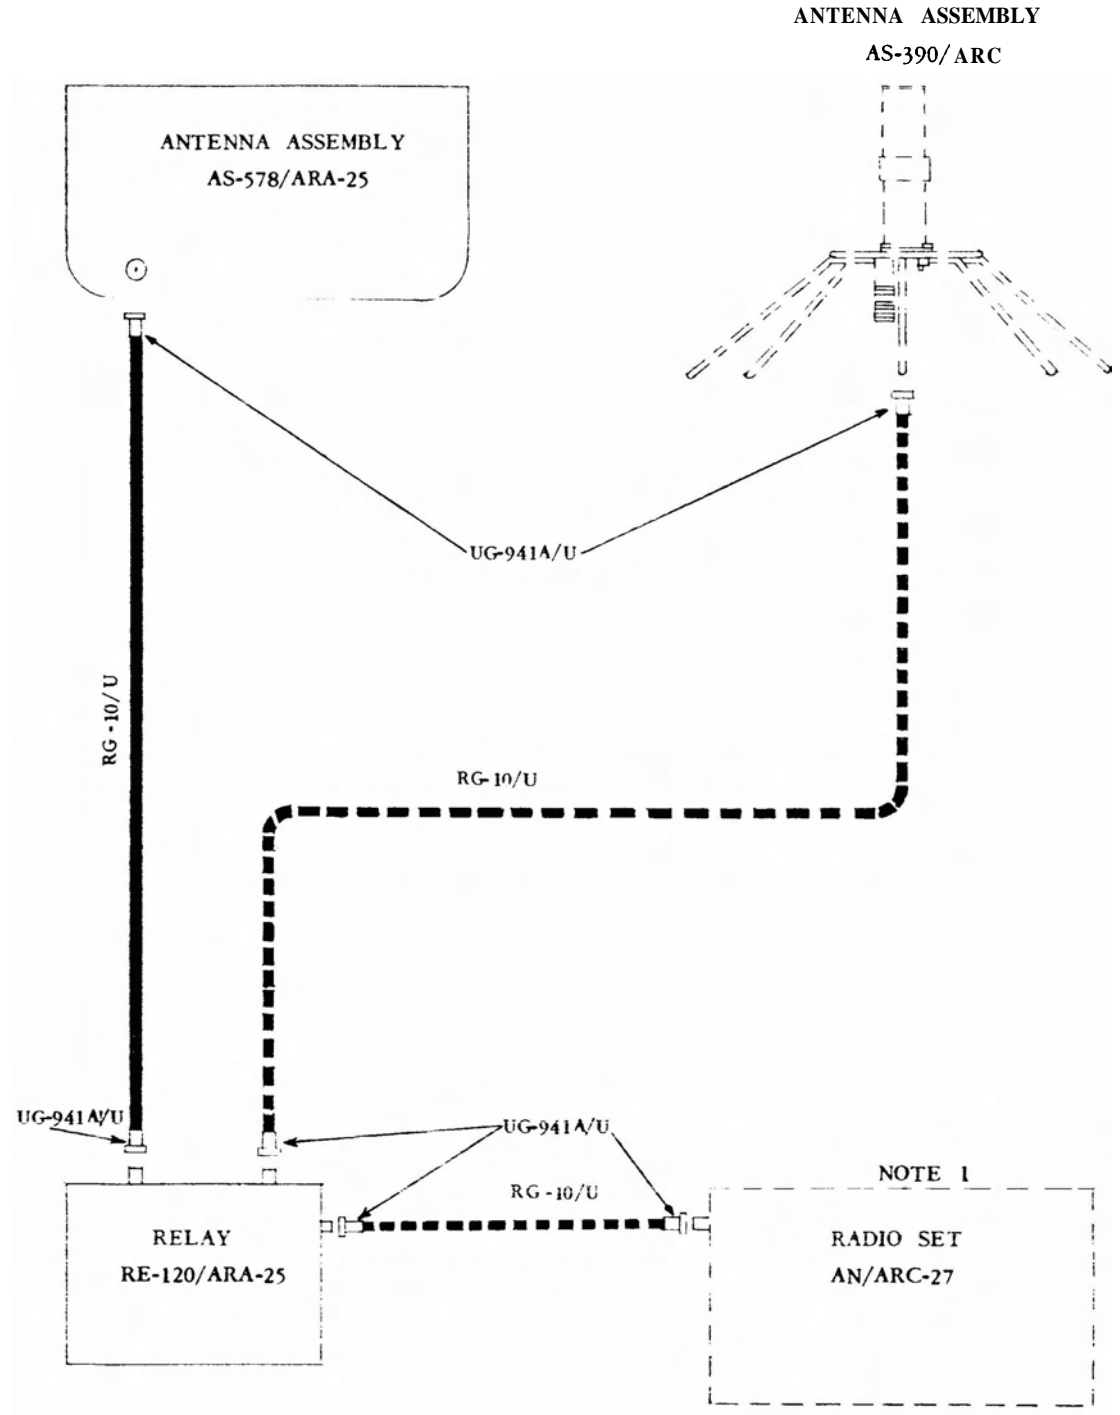 ANTENNA ASSEMBLY
AS-390/ARC
ANTENNA ASSEMBLY
AS-578/ARA-25
UG-941A/U
RG-10/U
RG-10/U
UG-941A/U
UG-941A/U
RG-10/U
NOTE 1
RELAY
RE-120/ARA-25
RADIO SET
AN/ARC-27